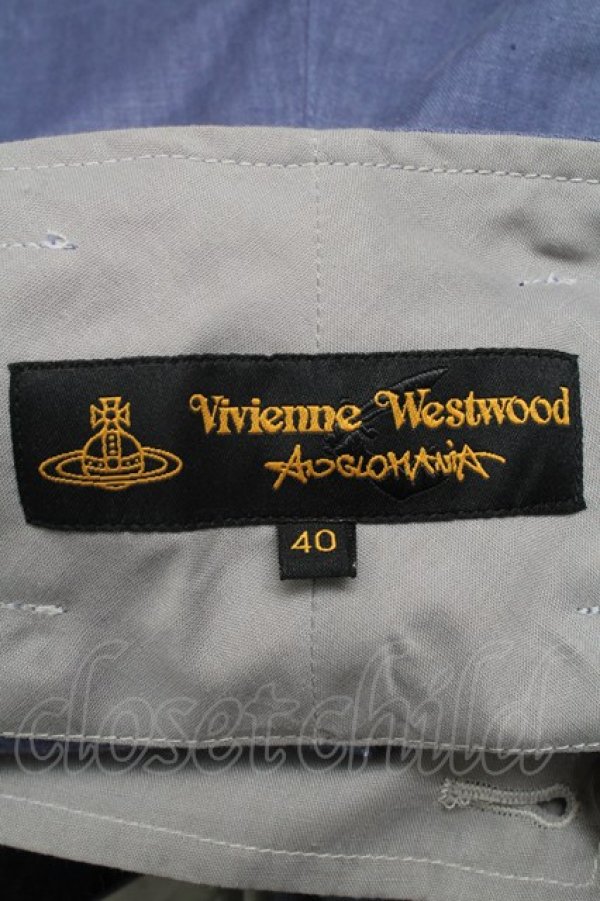 Vivienne Westwood
ANGLOMANIA
40
closet child